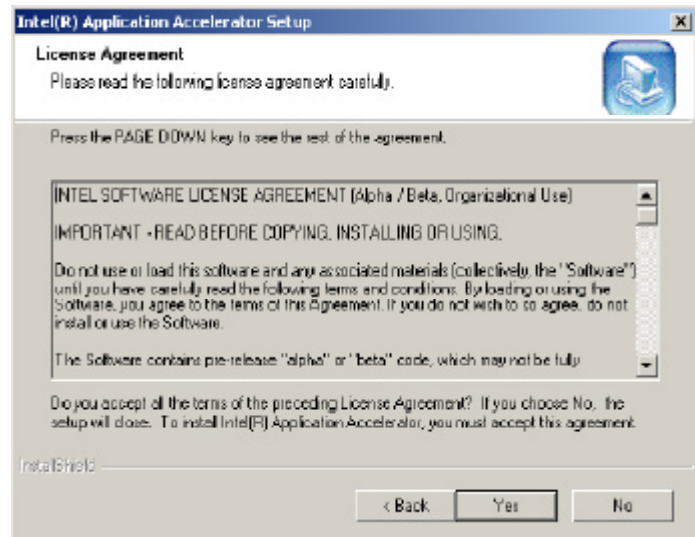 Intel(R) Application Accelerator Setup
License Agreement
Please read the following license agreement carefully.
Press the PAGE DOWN key to see the rest of the agreement.
INTEL SOFTWARE LICENSE AGREEMENT (Alpha / Beta, Organizational Use)
IMPORTANT - READ BEFORE COPYING, INSTALLING OR USING.
Do not use or load this software and any associated materials (collectively, the "Software")
until you have carefully read the following terms and conditions. By loading or using the
Software, you agree to the terms of this Agreement. If you do not wish to so agree, do not
install or use the Software.
The Software contains pre-release "alpha" or "beta" code, which may not be fully
Do you accept all the terms of the preceding License Agreement? If you choose No, the
setup will close. To install Intel(R) Application Accelerator, you must accept this agreement.
InstallShield
< Back
Yes
No